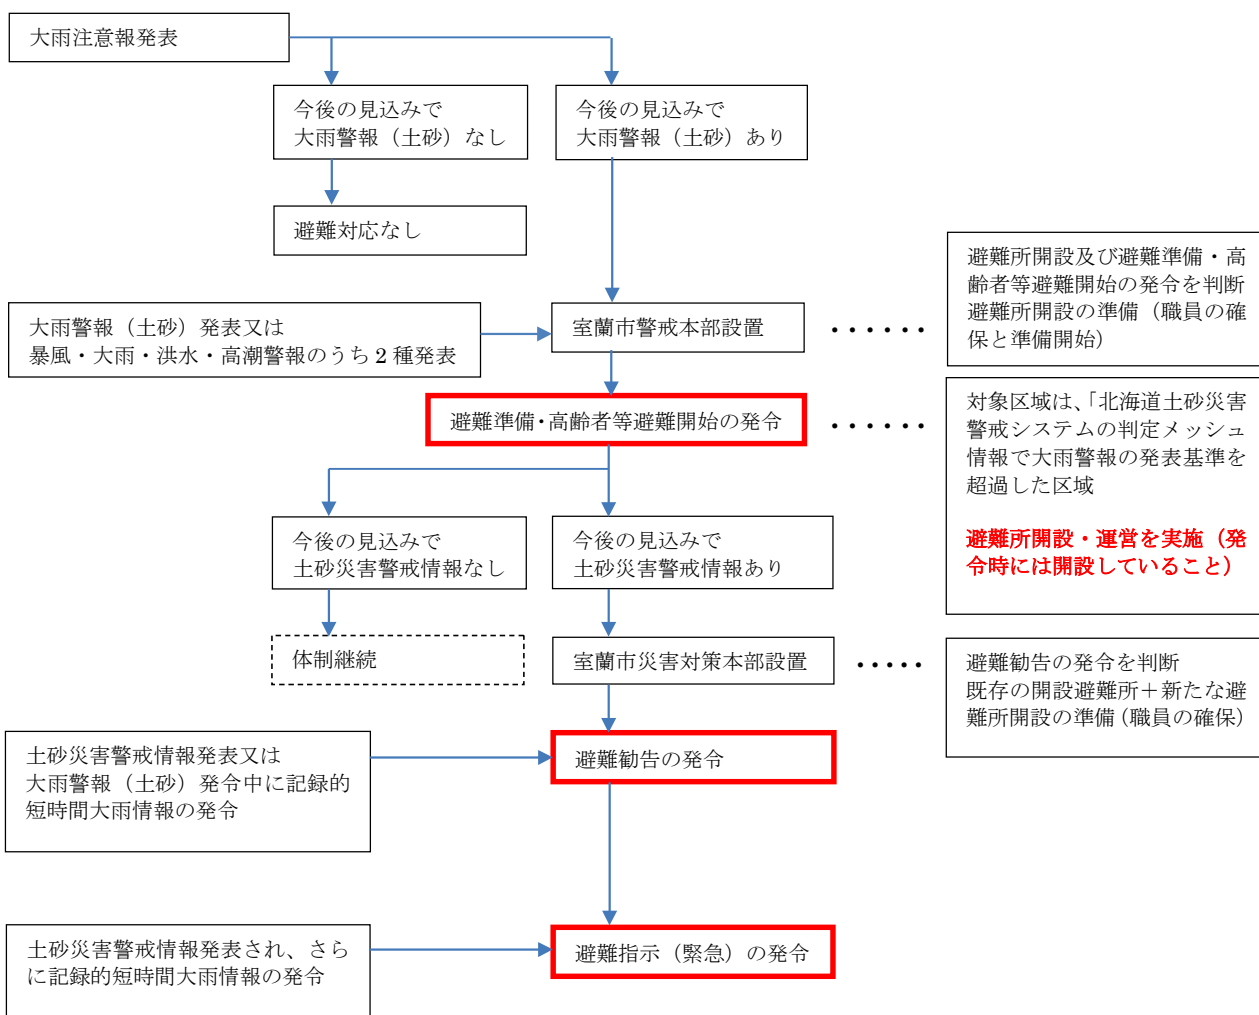 大雨注意報発表
今後の見込みで
大雨警報（土砂）なし
今後の見込みで
大雨警報（土砂）あり
避難対応なし
避難所開設及び避難準備・高
齢者等避難開始の発令を判断
避難所開設の準備（職員の確
保と準備開始）
大雨警報（土砂）発表又は
暴風・大雨・洪水・高潮警報のうち 2 種発表
室蘭市警戒本部設置
・・・・・・
避難準備・高齢者等避難開始の発令
・・・・・・
対象区域は、「北海道土砂災害
警戒システムの判定メッシュ
情報で大雨警報の発表基準を
超過した区域
避難所開設・運営を実施（発
令時には開設していること）
今後の見込みで
土砂災害警戒情報なし
今後の見込みで
土砂災害警戒情報あり
体制継続
室蘭市災害対策本部設置
・・・・・
避難勧告の発令を判断
既存の開設避難所＋新たな避
難所開設の準備（職員の確保）
土砂災害警戒情報発表又は
大雨警報（土砂）発令中に記録的
短時間大雨情報の発令
避難勧告の発令
土砂災害警戒情報発表され、さら
に記録的短時間大雨情報の発令
避難指示（緊急）の発令